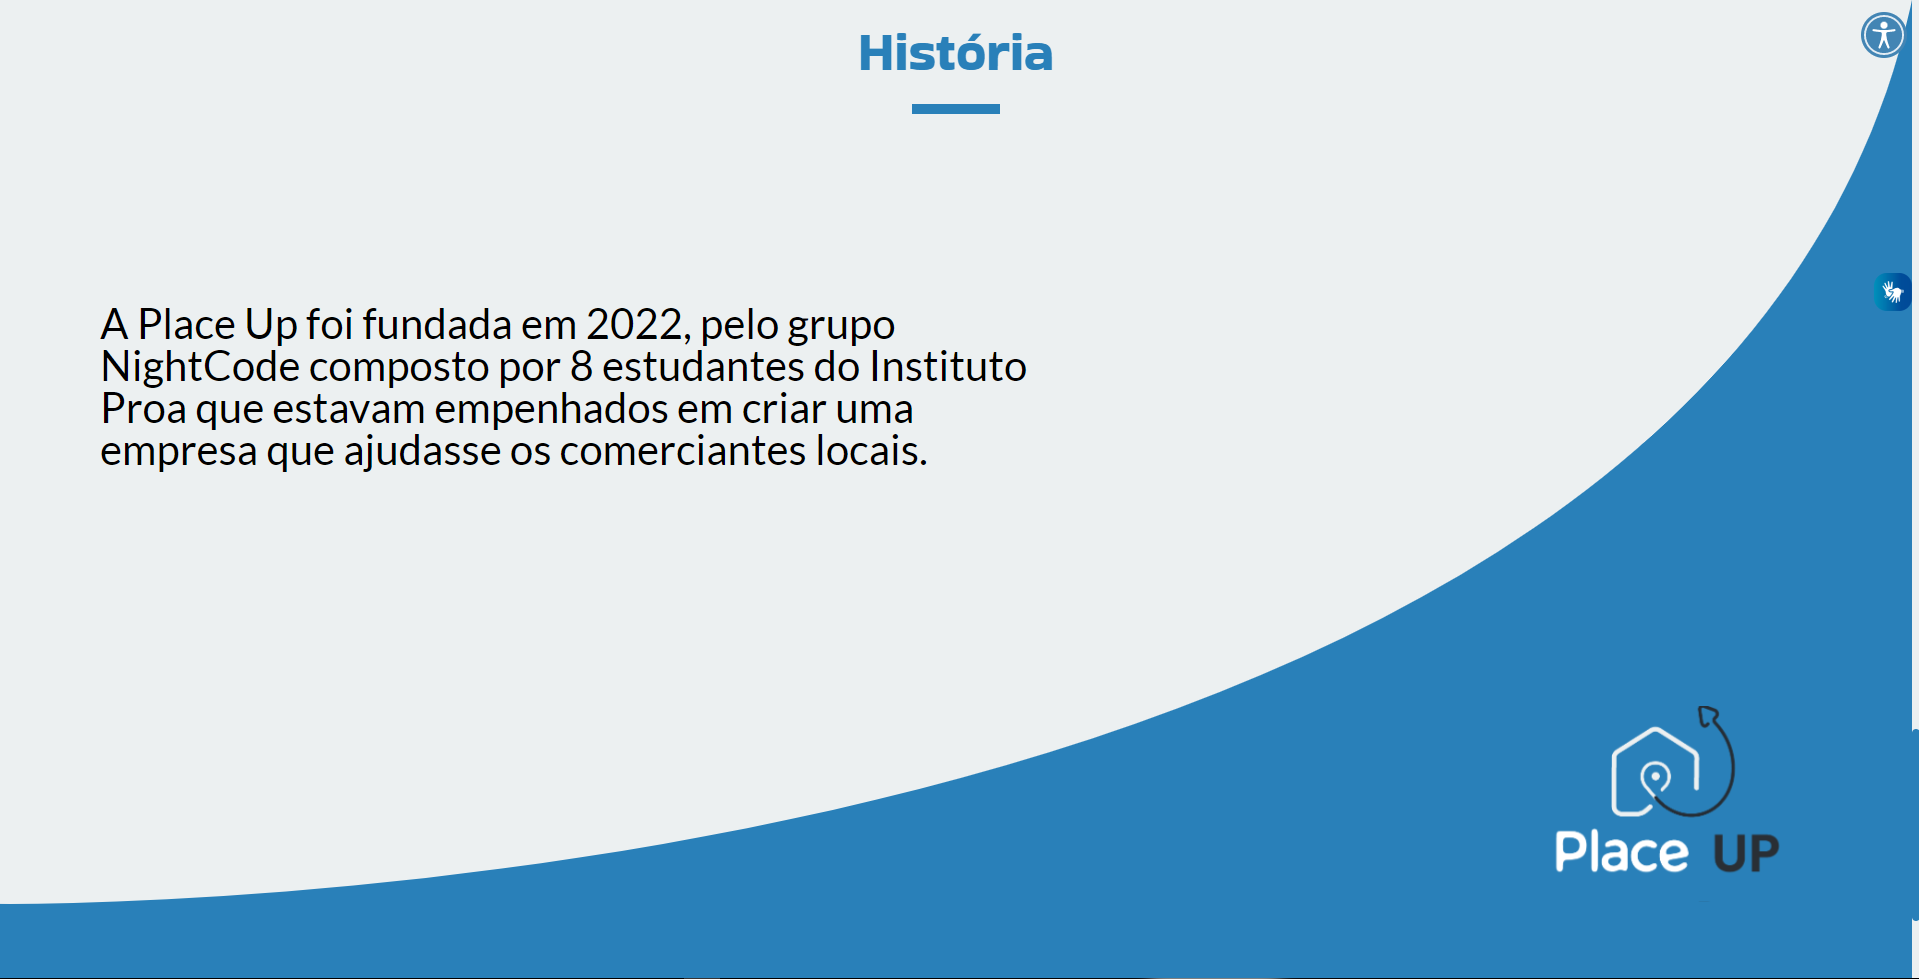 História
A Place Up foi fundada em 2022, pelo grupo
NightCode composto por 8 estudantes do Instituto
Proa que estavam empenhados em criar uma
empresa que ajudasse os comerciantes locais.
Place UP